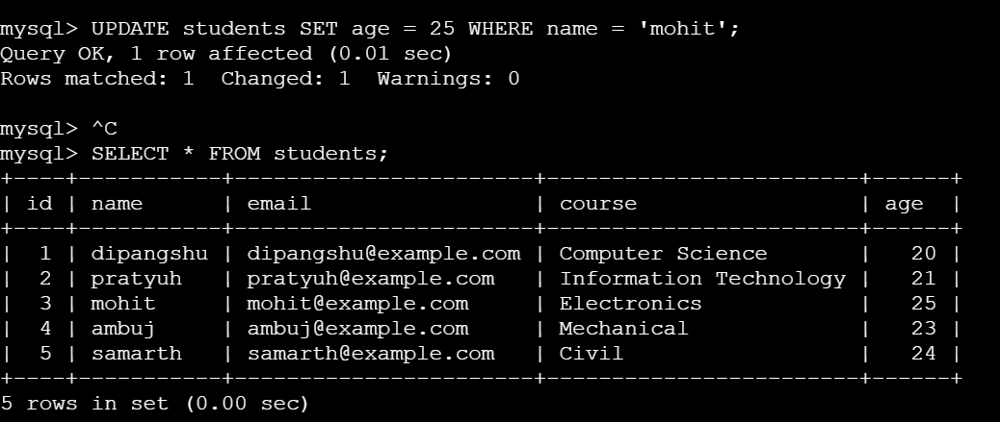 mysql> UPDATE students SET age = 25 WHERE name = 'mohit';
Query OK, 1 row affected (0.01 sec)
Rows matched: 1  Changed: 1  Warnings: 0
mysql> ^C
mysql> SELECT * FROM students;
+----+-----------+-----------------------+------------------------+------+
| id | name      | email                 | course                 | age  |
+----+-----------+-----------------------+------------------------+------+
|  1 | dipangshu | dipangshu@example.com | Computer Science       |   20 |
|  2 | pratyuh   | pratyuh@example.com   | Information Technology |   21 |
|  3 | mohit     | mohit@example.com     | Electronics            |   25 |
|  4 | ambuj     | ambuj@example.com     | Mechanical             |   23 |
|  5 | samarth   | samarth@example.com   | Civil                  |   24 |
+----+-----------+-----------------------+------------------------+------+
5 rows in set (0.00 sec)